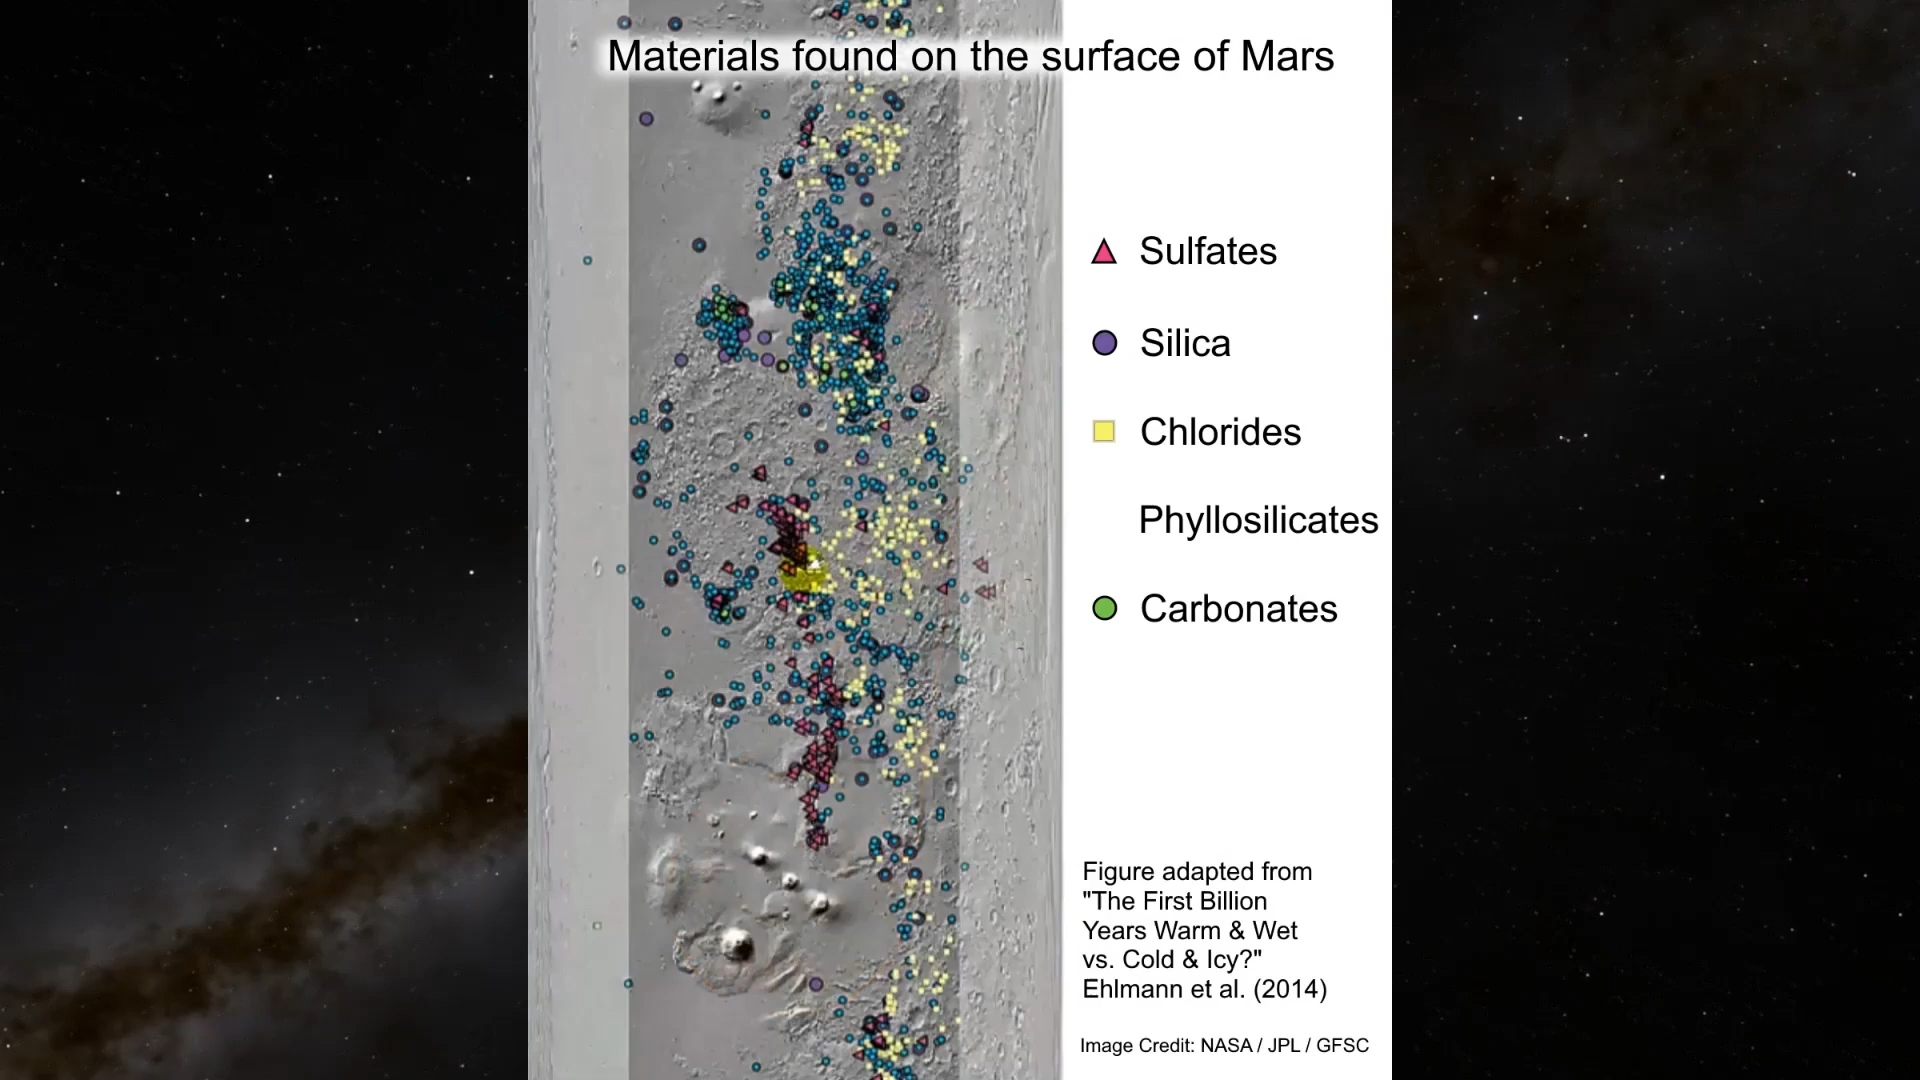 Materials found on the surface of Mars
Sulfates
Silica
Chlorides
Phyllosilicates
Carbonates
Figure adapted from
"The First Billion
Years Warm & Wet
vs. Cold & Icy?"
Ehlmann et al. (2014)
Image Credit: NASA / JPL / GFSC